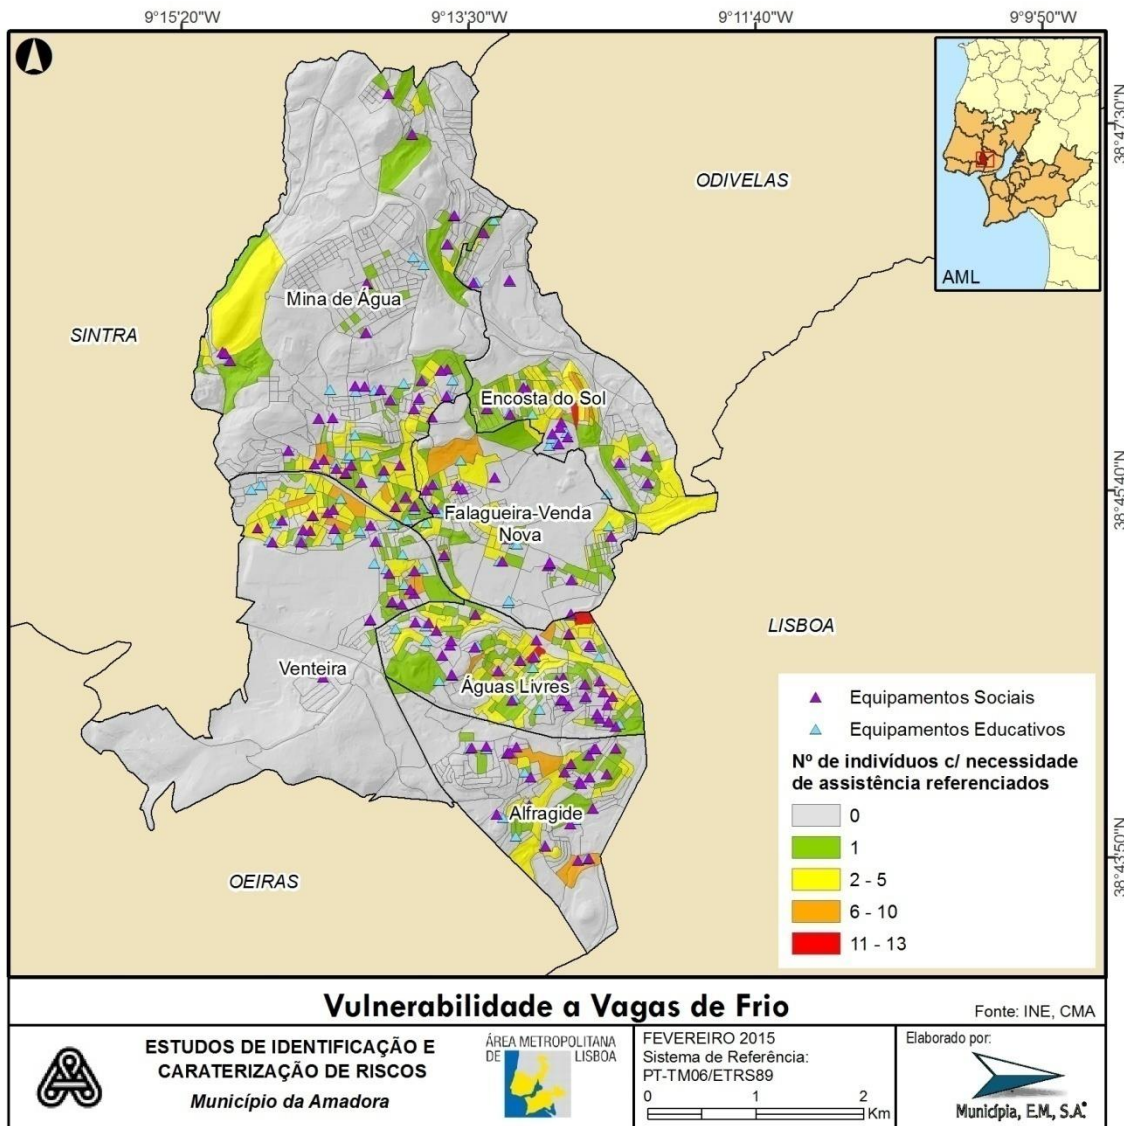 9°15'20"W
9°13'30"W
9°11'40"W
9°9'50"W
38°47'30"N
38°45'40"N
38°43'50"N
AML
ODIVELAS
SINTRA
Mina de Água
Encosta do Sol
Falagueira-Venda
Nova
LISBOA
Venteira
Águas Livres
Alfragide
OEIRAS
Equipamentos Sociais
Equipamentos Educativos
Nº de indivíduos c/ necessidade
de assistência referenciados
0
1
2 - 5
6 - 10
11 - 13
Vulnerabilidade a Vagas de Frio
Fonte: INE, CMA
ESTUDOS DE IDENTIFICAÇÃO E
CARATERIZAÇÃO DE RISCOS
Município da Amadora
ÁREA METROPOLITANA
DE LISBOA
FEVEREIRO 2015
Sistema de Referência:
PT-TM06/ETRS89
0 1 2
Km
Elaborado por:
Municípia, E.M., S.A.